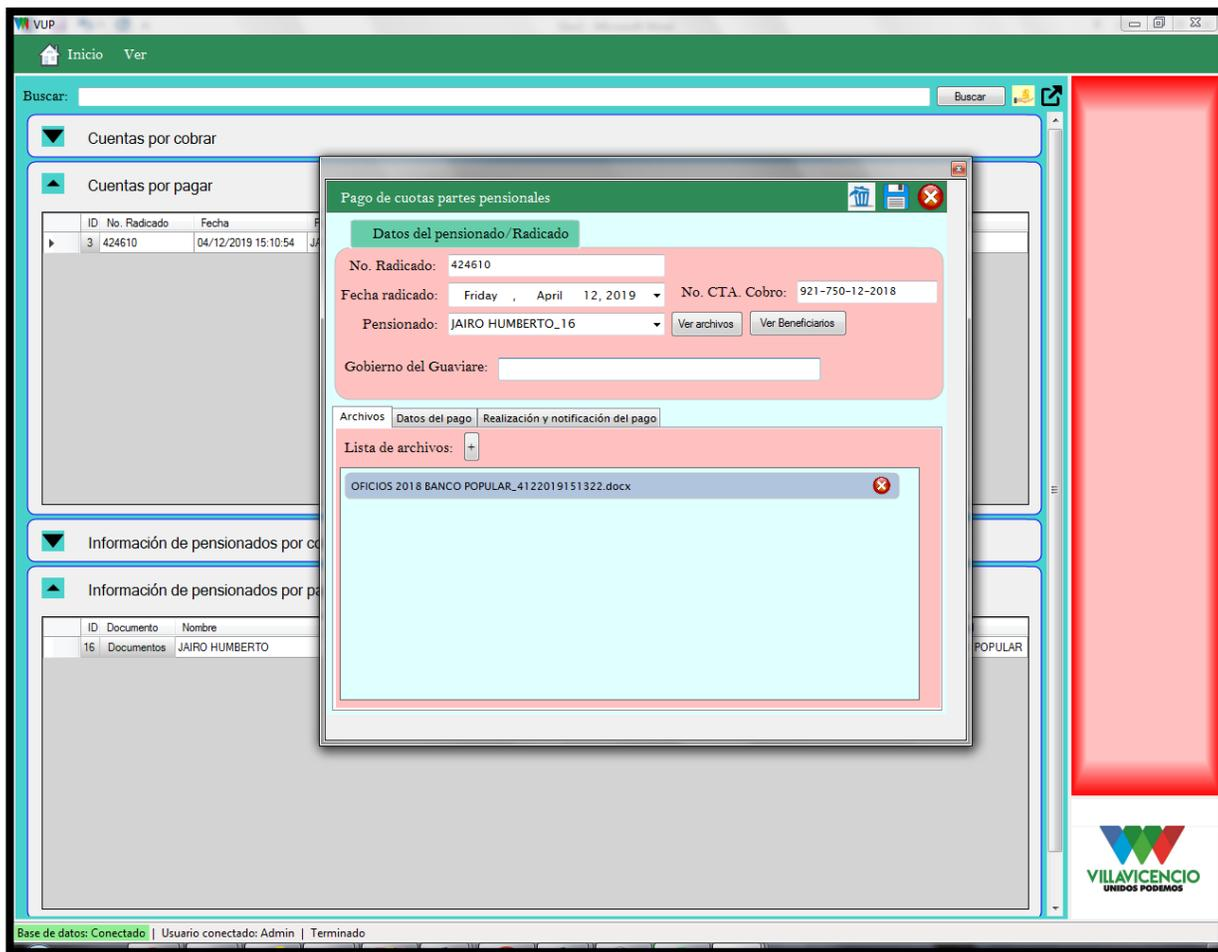 VUP
Inicio Ver
Buscar: Buscar
Cuentas por cobrar
Cuentas por pagar
ID No. Radicado Fecha
3 424610 04/12/2019 15:10:54
Pago de cuotas partes pensionales
Datos del pensionado/Radicado
No. Radicado: 424610
Fecha radicado: Friday , April 12, 2019 No. CTA. Cobro: 921-750-12-2018
Pensionado: JAIRO HUMBERTO_16 Ver archivos Ver Beneficiarios
Gobierno del Guaviare:
Archivos Datos del pago Realización y notificación del pago
Lista de archivos: +
OFICIOS 2018 BANCO POPULAR_4122019151322.docx
Información de pensionados por
Información de pensionados por
ID Documento Nombre
16 Documentos JAIRO HUMBERTO POPULAR
VILLAVICENCIO
UNIDOS PODEMOS
Base de datos: Conectado | Usuario conectado: Admin | Terminado